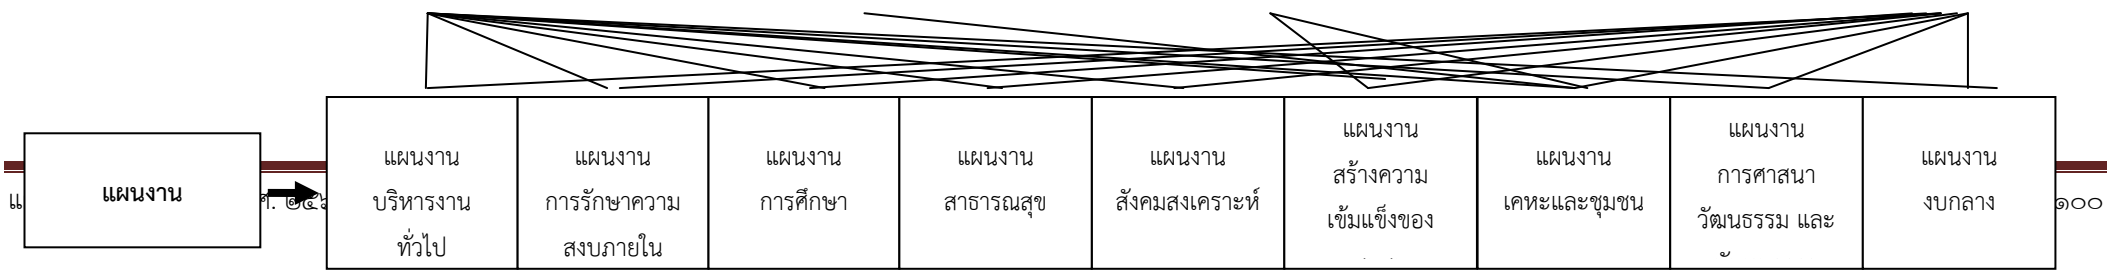 แผนงาน
แผนงาน
บริหารงาน
ทั่วไป
แผนงาน
การรักษาความ
สงบภายใน
แผนงาน
การศึกษา
แผนงาน
สาธารณสุข
แผนงาน
สังคมสงเคราะห์
แผนงาน
สร้างความ
เข้มแข็งของ
แผนงาน
เคหะและชุมชน
แผนงาน
การศาสนา
วัฒนธรรม และ
แผนงาน
งบกลาง
๑๐๐